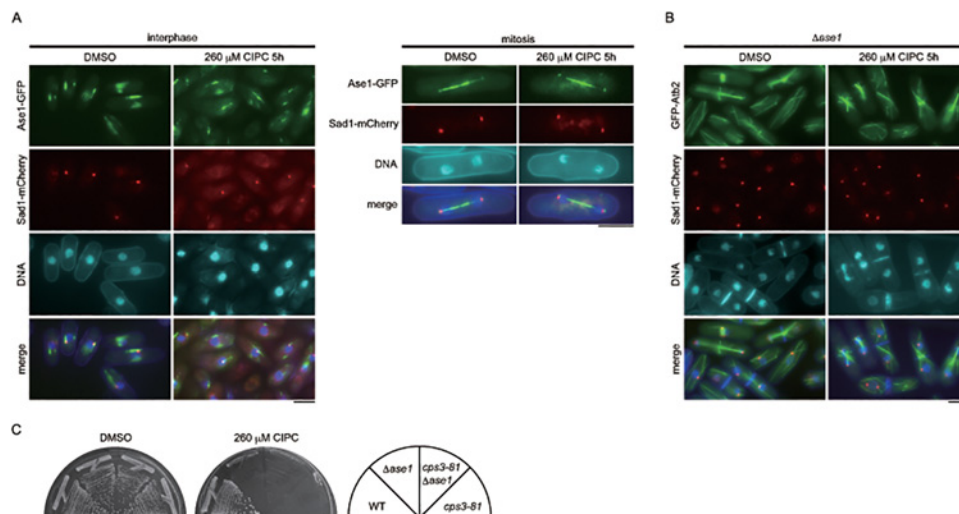 A
interphase
DMSO
260 µM CIPC 5h
Ase1-GFP
Sad1-mCherry
DNA
merge
mitosis
DMSO
260 µM CIPC 5h
Ase1-GFP
Sad1-mCherry
DNA
merge
B
Δase1
DMSO
260 µM CIPC 5h
GFP-Atb2
Sad1-mCherry
DNA
merge
C
DMSO
260 µM CIPC
Δase1
cps3-81
Δase1
WT
cps3-81